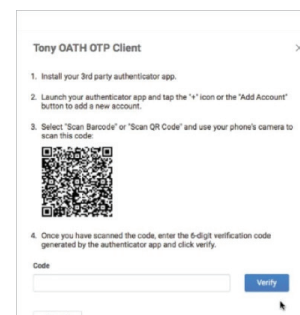 Tony OATH OTP Client
1. Install your 3rd party authenticator app.
2. Launch your authenticator app and tap the "+" icon or the "Add Account"
button to add a new account.
3. Select "Scan Barcode" or "Scan QR Code" and use your phone's camera to
scan this code:
4. Once you have scanned the code, enter the 6-digit verification code
generated by the authenticator app and click verify.
Code
Verify